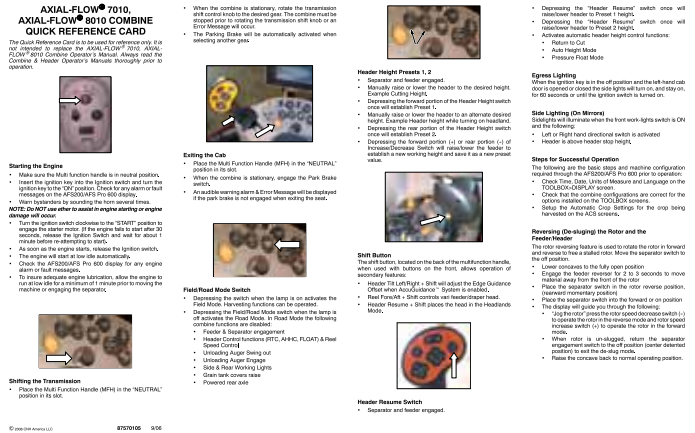 AXIAL-FLOW® 7010,
AXIAL-FLOW® 8010 COMBINE
QUICK REFERENCE CARD
The Quick Reference Card is to be used for reference only. It is
not intended to replace the AXIAL-FLOW® 7010, AXIAL-
FLOW® 8010 Combine Operator's Manual. Always read the
Combine & Header Operator's Manuals thoroughly prior to
operation.
Starting the Engine
• Make sure the Multi function handle is in neutral position.
• Insert the ignition key into the Ignition switch and turn the
ignition key to the "ON" position. Check for any alarm or fault
messages on the AFS200/AFS Pro 600 display.
• Warn bystanders by sounding the horn several times.
NOTE: Do NOT use ether to assist in engine starting or engine
damage will occur.
• Turn the ignition switch clockwise to the "START" position to
engage the starter motor. (If the engine fails to start after 30
seconds, release the Ignition Switch and wait for about 1
minute before re-attempting to start).
• As soon as the engine starts, release the ignition switch.
• The engine will start at low idle automatically.
• Check the AFS200/AFS Pro 600 display for any engine
alarm or fault messages.
• To insure adequate engine lubrication, allow the engine to
run at low idle for a minimum of 1 minute prior to moving the
machine or engaging the separator.
Shifting the Transmission
• Place the Multi Function Handle (MFH) in the "NEUTRAL"
position in its slot.
© 2006 CNH America LLC
87570105 9/06
• When the combine is stationary, rotate the transmission
shift control knob to the desired gear. The combine must be
stopped prior to rotating the transmission shift knob or an
Error Message will occur.
• The Parking Brake will be automatically activated when
selecting another gear.
Exiting the Cab
• Place the Multi Function Handle (MFH) in the "NEUTRAL"
position in its slot.
• When the combine is stationary, engage the Park Brake
switch.
• An audible warning alarm & Error Message will be displayed
if the park brake is not engaged when exiting the seat.
Field/Road Mode Switch
• Depressing the switch when the lamp is on activates the
Field Mode. Harvesting functions can be operated.
• Depressing the Field/Road Mode switch when the lamp is
off activates the Road Mode. In Road Mode the following
combine functions are disabled:
• Feeder & Separator engagement
• Header Control functions (RTC, AHHC, FLOAT) & Reel
Speed Control
• Unloading Auger Swing out
• Unloading Auger Engage
• Side & Rear Working Lights
• Grain tank covers raise
• Powered rear axle
Header Height Presets 1, 2
• Separator and feeder engaged.
• Manually raise or lower the header to the desired height.
Example Cutting Height.
• Depressing the forward portion of the Header Height switch
once will establish Preset 1.
• Manually raise or lower the header to an alternate desired
height. Example Header height while turning on headland.
• Depressing the rear portion of the Header Height switch
once will establish Preset 2.
• Depressing the forward portion (+) or rear portion (−) of
Increase/Decrease Switch will raise/lower the feeder to
establish a new working height and save it as a new preset
value.
Shift Button
The shift button, located on the back of the multifunction handle,
when used with buttons on the front, allows operation of
secondary features:
• Header Tilt Left/Right + Shift will adjust the Edge Guidance
Offset when AutoGuidance™ System is enabled.
• Reel Fore/Aft + Shift controls vari feeder/draper head.
• Header Resume + Shift places the head in the Headlands
Mode.
Header Resume Switch
• Separator and feeder engaged.
• Depressing the "Header Resume" switch once will
raise/lower header to Preset 1 height.
• Depressing the "Header Resume" switch once will
raise/lower header to Preset 2 height.
• Activates automatic header height control functions:
• Return to Cut
• Auto Height Mode
• Pressure Float Mode
Egress Lighting
When the ignition key is in the off position and the left-hand cab
door is opened or closed the side lights will turn on, and stay on,
for 60 seconds or until the ignition switch is turned on.
Side Lighting (On Mirrors)
Sidelights will illuminate when the front work-lights switch is ON
and the following:
• Left or Right hand directional switch is activated
• Header is above header stop height.
Steps for Successful Operation
The following are the basic steps and machine configuration
required through the AFS200/AFS Pro 600 prior to operation:
• Check Time, Date, Units of Measure and Language on the
TOOLBOX>DISPLAY screen.
• Check that the combine configurations are correct for the
options installed on the TOOLBOX screens.
• Setup the Automatic Crop Settings for the crop being
harvested on the ACS screens.
Reversing (De-slugging) the Rotor and the
Feeder/Header
The rotor reversing feature is used to rotate the rotor in forward
and reverse to free a stalled rotor. Move the separator switch to
the off position.
• Lower concaves to the fully open position
• Engage the feeder reverser for 2 to 3 seconds to move
material away from the front of the rotor
• Place the separator switch in the rotor reverse position,
(rearward momentary position)
• Place the separator switch into the forward or on position
• The display will guide you through the following:
• "Jog the rotor" press the rotor speed decrease switch (−)
to operate the rotor in the reverse mode and rotor speed
increase switch (+) to operate the rotor in the forward
mode.
• When rotor is un-slugged, return the separator
engagement switch to the off position (center detented
position) to exit the de-slug mode.
• Raise the concave back to normal operating position.